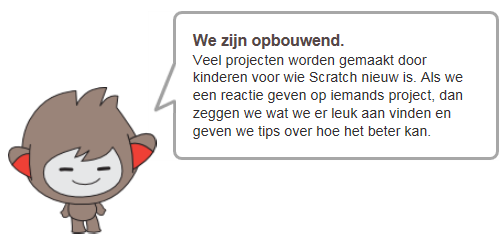 We zijn opbouwend.
Veel projecten worden gemaakt door
kinderen voor wie Scratch nieuw is. Als we
een reactie geven op iemands project, dan
zeggen we wat we er leuk aan vinden en
geven we tips over hoe het beter kan.